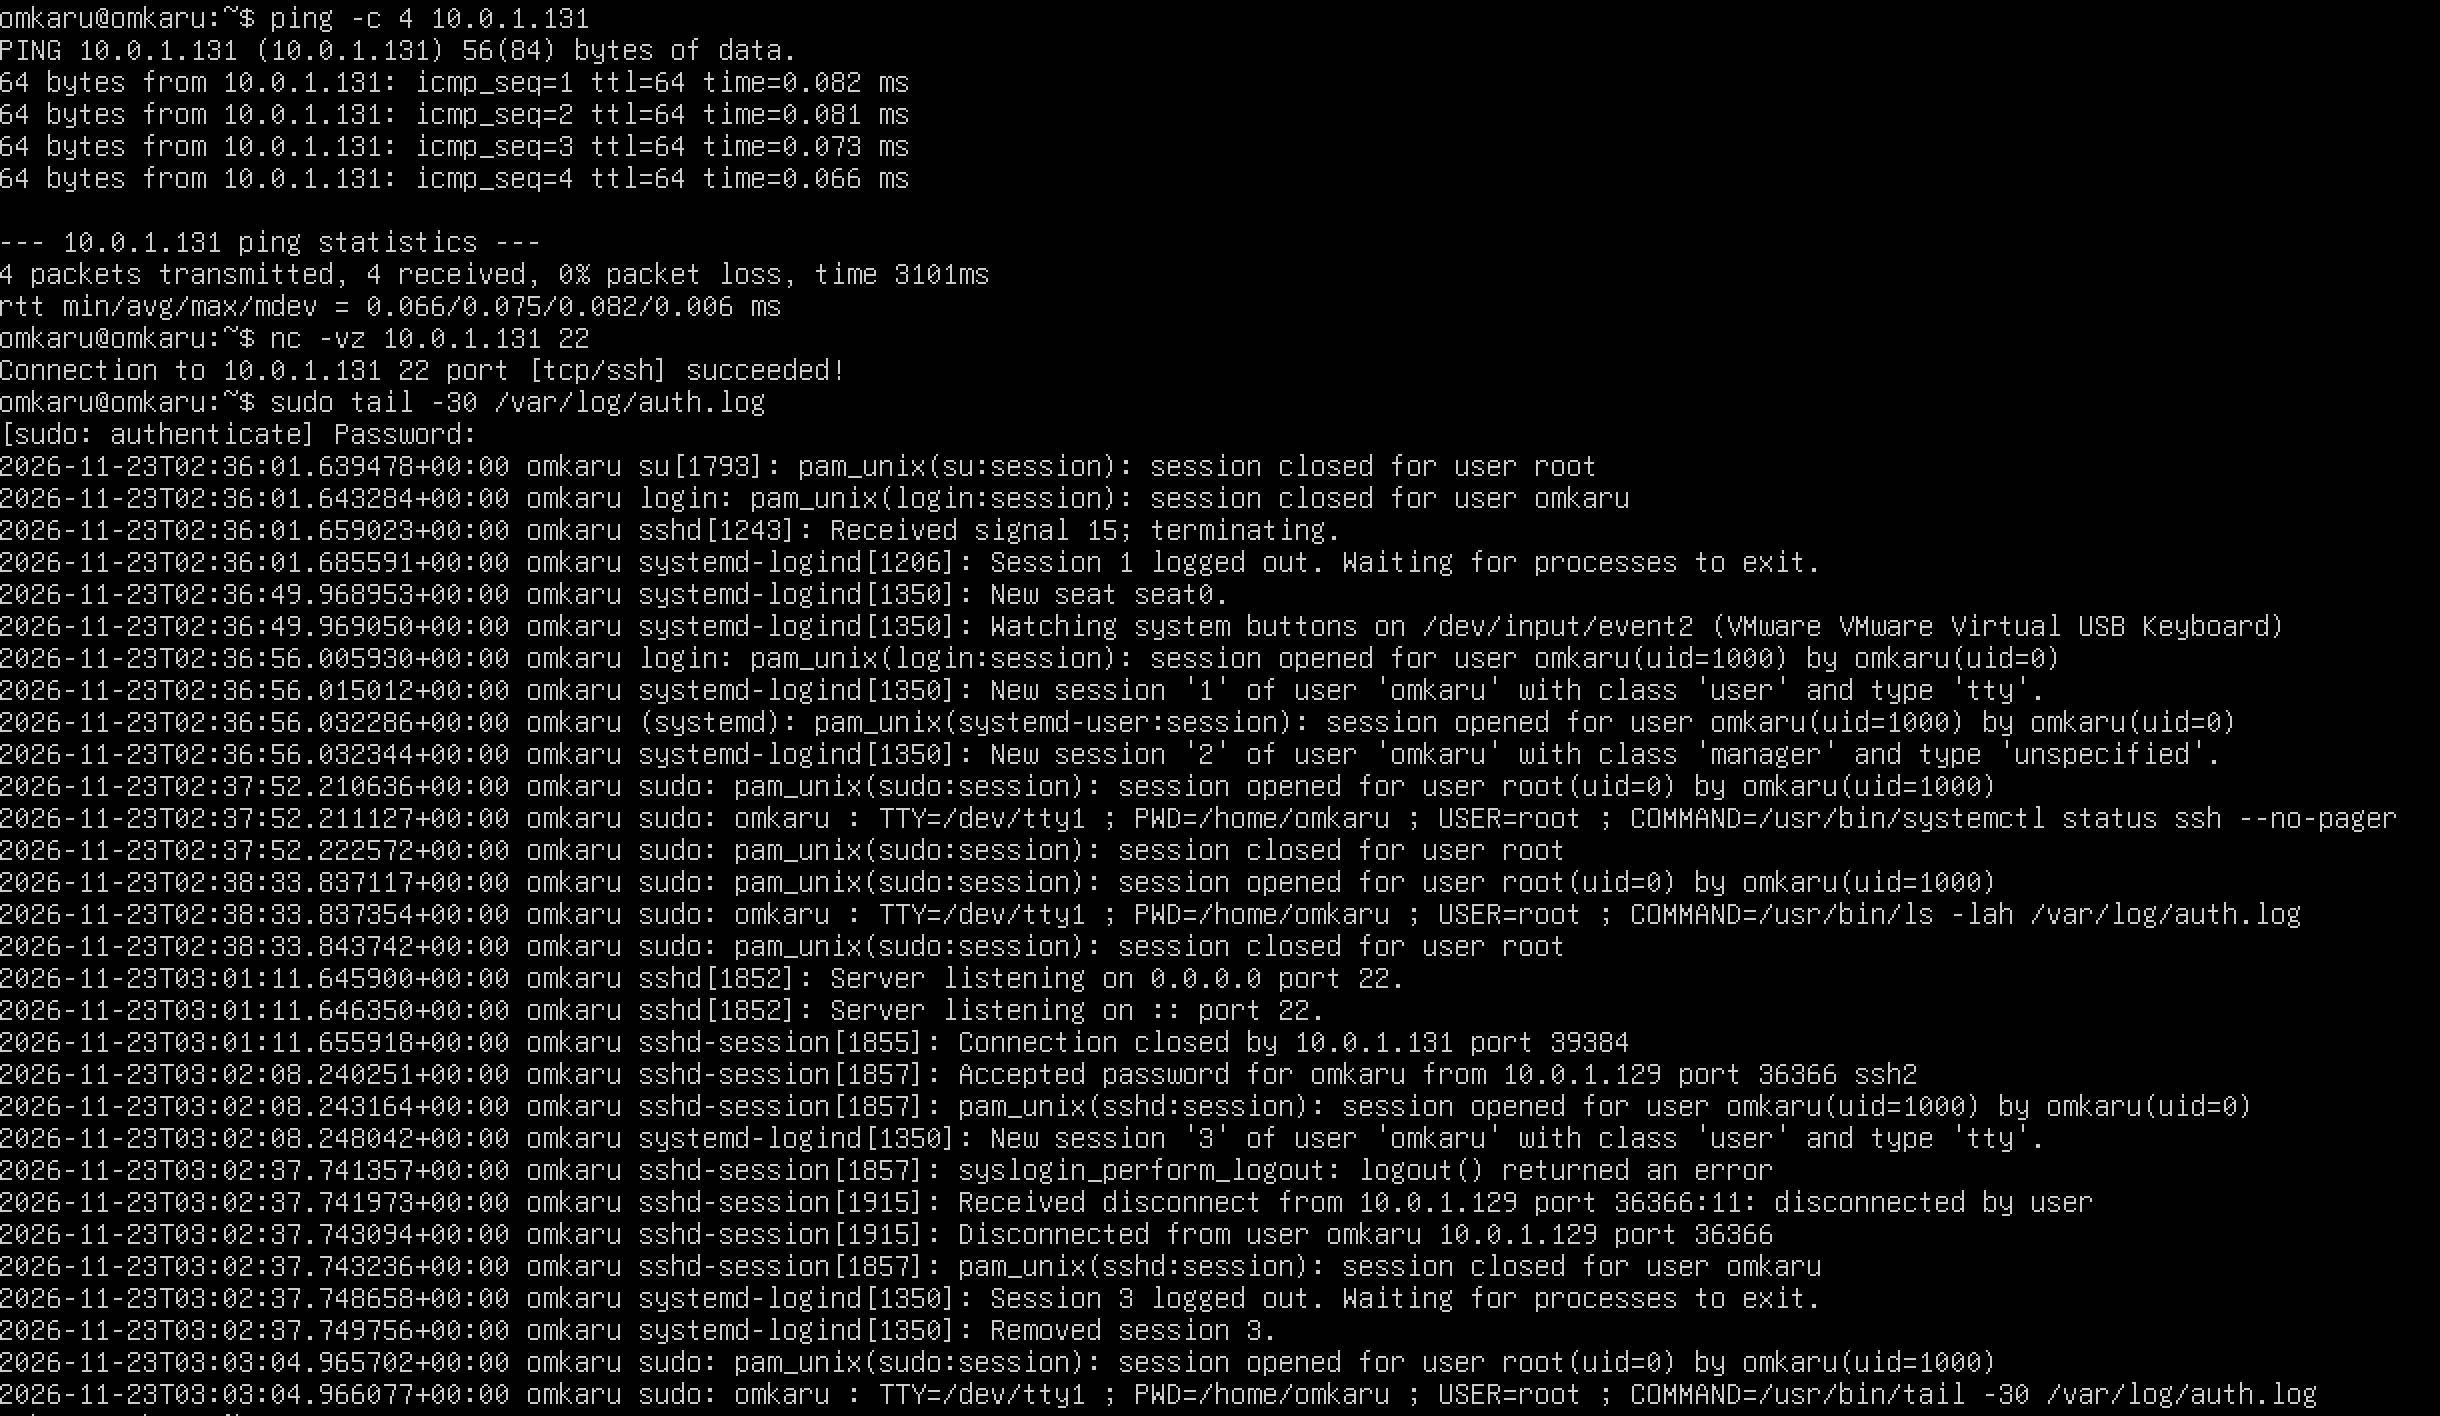 omkaru@omkaru:~$ ping -c 4 10.0.1.131
PING 10.0.1.131 (10.0.1.131) 56(84) bytes of data.
64 bytes from 10.0.1.131: icmp_seq=1 ttl=64 time=0.082 ms
64 bytes from 10.0.1.131: icmp_seq=2 ttl=64 time=0.081 ms
64 bytes from 10.0.1.131: icmp_seq=3 ttl=64 time=0.073 ms
64 bytes from 10.0.1.131: icmp_seq=4 ttl=64 time=0.066 ms
--- 10.0.1.131 ping statistics ---
4 packets transmitted, 4 received, 0% packet loss, time 3101ms
rtt min/avg/max/mdev = 0.066/0.075/0.082/0.006 ms
omkaru@omkaru:~$ nc -vz 10.0.1.131 22
Connection to 10.0.1.131 22 port [tcp/ssh] succeeded!
omkaru@omkaru:~$ sudo tail -30 /var/log/auth.log
[sudo: authenticate] Password:
2026-11-23T02:36:01.639478+00:00 omkaru su[1793]: pam_unix(su:session): session closed for user root
2026-11-23T02:36:01.643284+00:00 omkaru login: pam_unix(login:session): session closed for user omkaru
2026-11-23T02:36:01.659023+00:00 omkaru sshd[1243]: Received signal 15; terminating.
2026-11-23T02:36:01.685591+00:00 omkaru systemd-logind[1206]: Session 1 logged out. Waiting for processes to exit.
2026-11-23T02:36:49.968953+00:00 omkaru systemd-logind[1350]: New seat seat0.
2026-11-23T02:36:49.969050+00:00 omkaru systemd-logind[1350]: Watching system buttons on /dev/input/event2 (VMware VMware Virtual USB Keyboard)
2026-11-23T02:36:56.005930+00:00 omkaru login: pam_unix(login:session): session opened for user omkaru(uid=1000) by omkaru(uid=0)
2026-11-23T02:36:56.015012+00:00 omkaru systemd-logind[1350]: New session '1' of user 'omkaru' with class 'user' and type 'tty'.
2026-11-23T02:36:56.032286+00:00 omkaru (systemd): pam_unix(systemd-user:session): session opened for user omkaru(uid=1000) by omkaru(uid=0)
2026-11-23T02:36:56.032344+00:00 omkaru systemd-logind[1350]: New session '2' of user 'omkaru' with class 'manager' and type 'unspecified'.
2026-11-23T02:37:52.210636+00:00 omkaru sudo: pam_unix(sudo:session): session opened for user root(uid=0) by omkaru(uid=1000)
2026-11-23T02:37:52.211127+00:00 omkaru sudo: omkaru : TTY=/dev/tty1 ; PWD=/home/omkaru ; USER=root ; COMMAND=/usr/bin/systemctl status ssh --no-pager
2026-11-23T02:37:52.222572+00:00 omkaru sudo: pam_unix(sudo:session): session closed for user root
2026-11-23T02:38:33.837117+00:00 omkaru sudo: pam_unix(sudo:session): session opened for user root(uid=0) by omkaru(uid=1000)
2026-11-23T02:38:33.837354+00:00 omkaru sudo: omkaru : TTY=/dev/tty1 ; PWD=/home/omkaru ; USER=root ; COMMAND=/usr/bin/ls -lah /var/log/auth.log
2026-11-23T02:38:33.843742+00:00 omkaru sudo: pam_unix(sudo:session): session closed for user root
2026-11-23T03:01:11.645900+00:00 omkaru sshd[1852]: Server listening on 0.0.0.0 port 22.
2026-11-23T03:01:11.646350+00:00 omkaru sshd[1852]: Server listening on :: port 22.
2026-11-23T03:01:11.655918+00:00 omkaru sshd-session[1855]: Connection closed by 10.0.1.131 port 39384
2026-11-23T03:02:08.240251+00:00 omkaru sshd-session[1857]: Accepted password for omkaru from 10.0.1.129 port 36366 ssh2
2026-11-23T03:02:08.243164+00:00 omkaru sshd-session[1857]: pam_unix(sshd:session): session opened for user omkaru(uid=1000) by omkaru(uid=0)
2026-11-23T03:02:08.248042+00:00 omkaru systemd-logind[1350]: New session '3' of user 'omkaru' with class 'user' and type 'tty'.
2026-11-23T03:02:37.741357+00:00 omkaru sshd-session[1857]: syslogin_perform_logout: logout() returned an error
2026-11-23T03:02:37.741973+00:00 omkaru sshd-session[1915]: Received disconnect from 10.0.1.129 port 36366:11: disconnected by user
2026-11-23T03:02:37.743094+00:00 omkaru sshd-session[1915]: Disconnected from user omkaru 10.0.1.129 port 36366
2026-11-23T03:02:37.743236+00:00 omkaru sshd-session[1857]: pam_unix(sshd:session): session closed for user omkaru
2026-11-23T03:02:37.748658+00:00 omkaru systemd-logind[1350]: Session 3 logged out. Waiting for processes to exit.
2026-11-23T03:02:37.749756+00:00 omkaru systemd-logind[1350]: Removed session 3.
2026-11-23T03:03:04.965702+00:00 omkaru sudo: pam_unix(sudo:session): session opened for user root(uid=0) by omkaru(uid=1000)
2026-11-23T03:03:04.966077+00:00 omkaru sudo: omkaru : TTY=/dev/tty1 ; PWD=/home/omkaru ; USER=root ; COMMAND=/usr/bin/tail -30 /var/log/auth.log